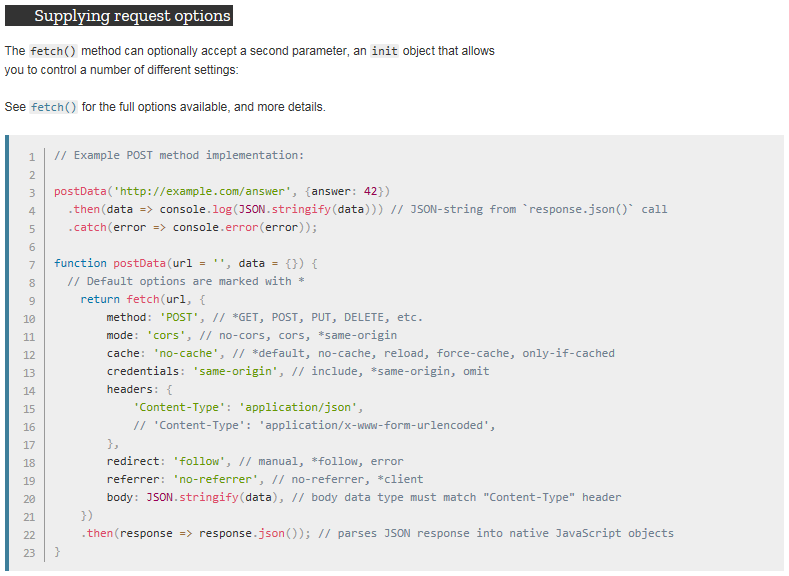 Supplying request options
The fetch() method can optionally accept a second parameter, an init object that allows
you to control a number of different settings:
See fetch() for the full options available, and more details.
1 // Example POST method implementation:
2
3 postData('http://example.com/answer', {answer: 42})
4   .then(data => console.log(JSON.stringify(data))) // JSON-string from `response.json()` call
5   .catch(error => console.error(error));
6
7 function postData(url = '', data = {}) {
8   // Default options are marked with *
9     return fetch(url, {
10         method: 'POST', // *GET, POST, PUT, DELETE, etc.
11         mode: 'cors', // no-cors, cors, *same-origin
12         cache: 'no-cache', // *default, no-cache, reload, force-cache, only-if-cached
13         credentials: 'same-origin', // include, *same-origin, omit
14         headers: {
15             'Content-Type': 'application/json',
16             // 'Content-Type': 'application/x-www-form-urlencoded',
17         },
18         redirect: 'follow', // manual, *follow, error
19         referrer: 'no-referrer', // no-referrer, *client
20         body: JSON.stringify(data), // body data type must match "Content-Type" header
21     })
22     .then(response => response.json()); // parses JSON response into native JavaScript objects
23 }